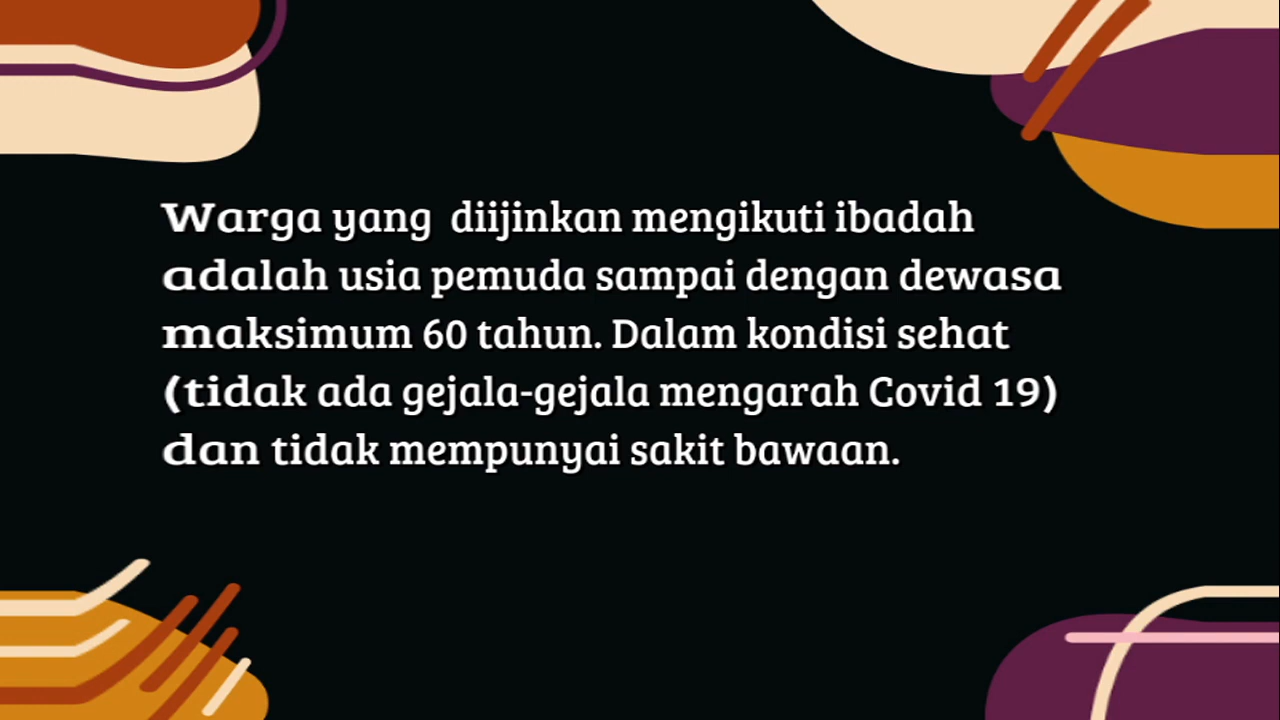 Warga yang diijinkan mengikuti ibadah
adalah usia pemuda sampai dengan dewasa
maksimum 60 tahun. Dalam kondisi sehat
(tidak ada gejala-gejala mengarah Covid 19)
dan tidak mempunyai sakit bawaan.